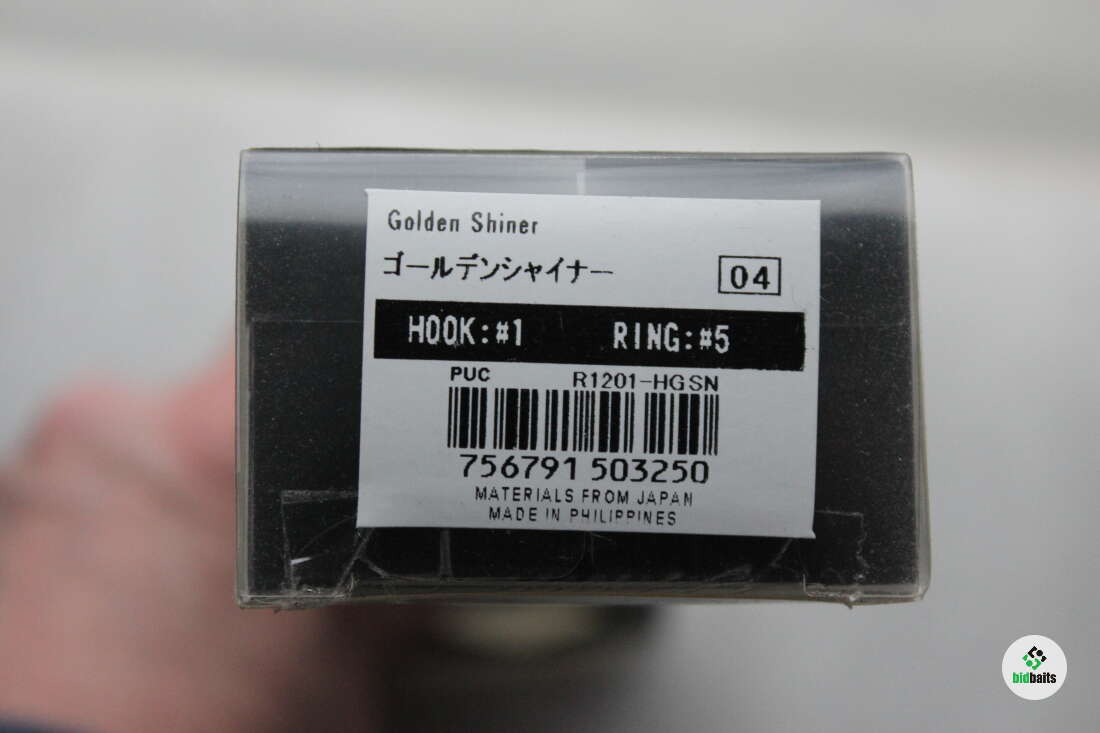 Golden Shiner
ゴールデンシャイナー
04
HOOK:#1 RING:#5
PUC R1201-HGSN
756791 503250
MATERIALS FROM JAPAN
MADE IN PHILIPPINES
bidbaits